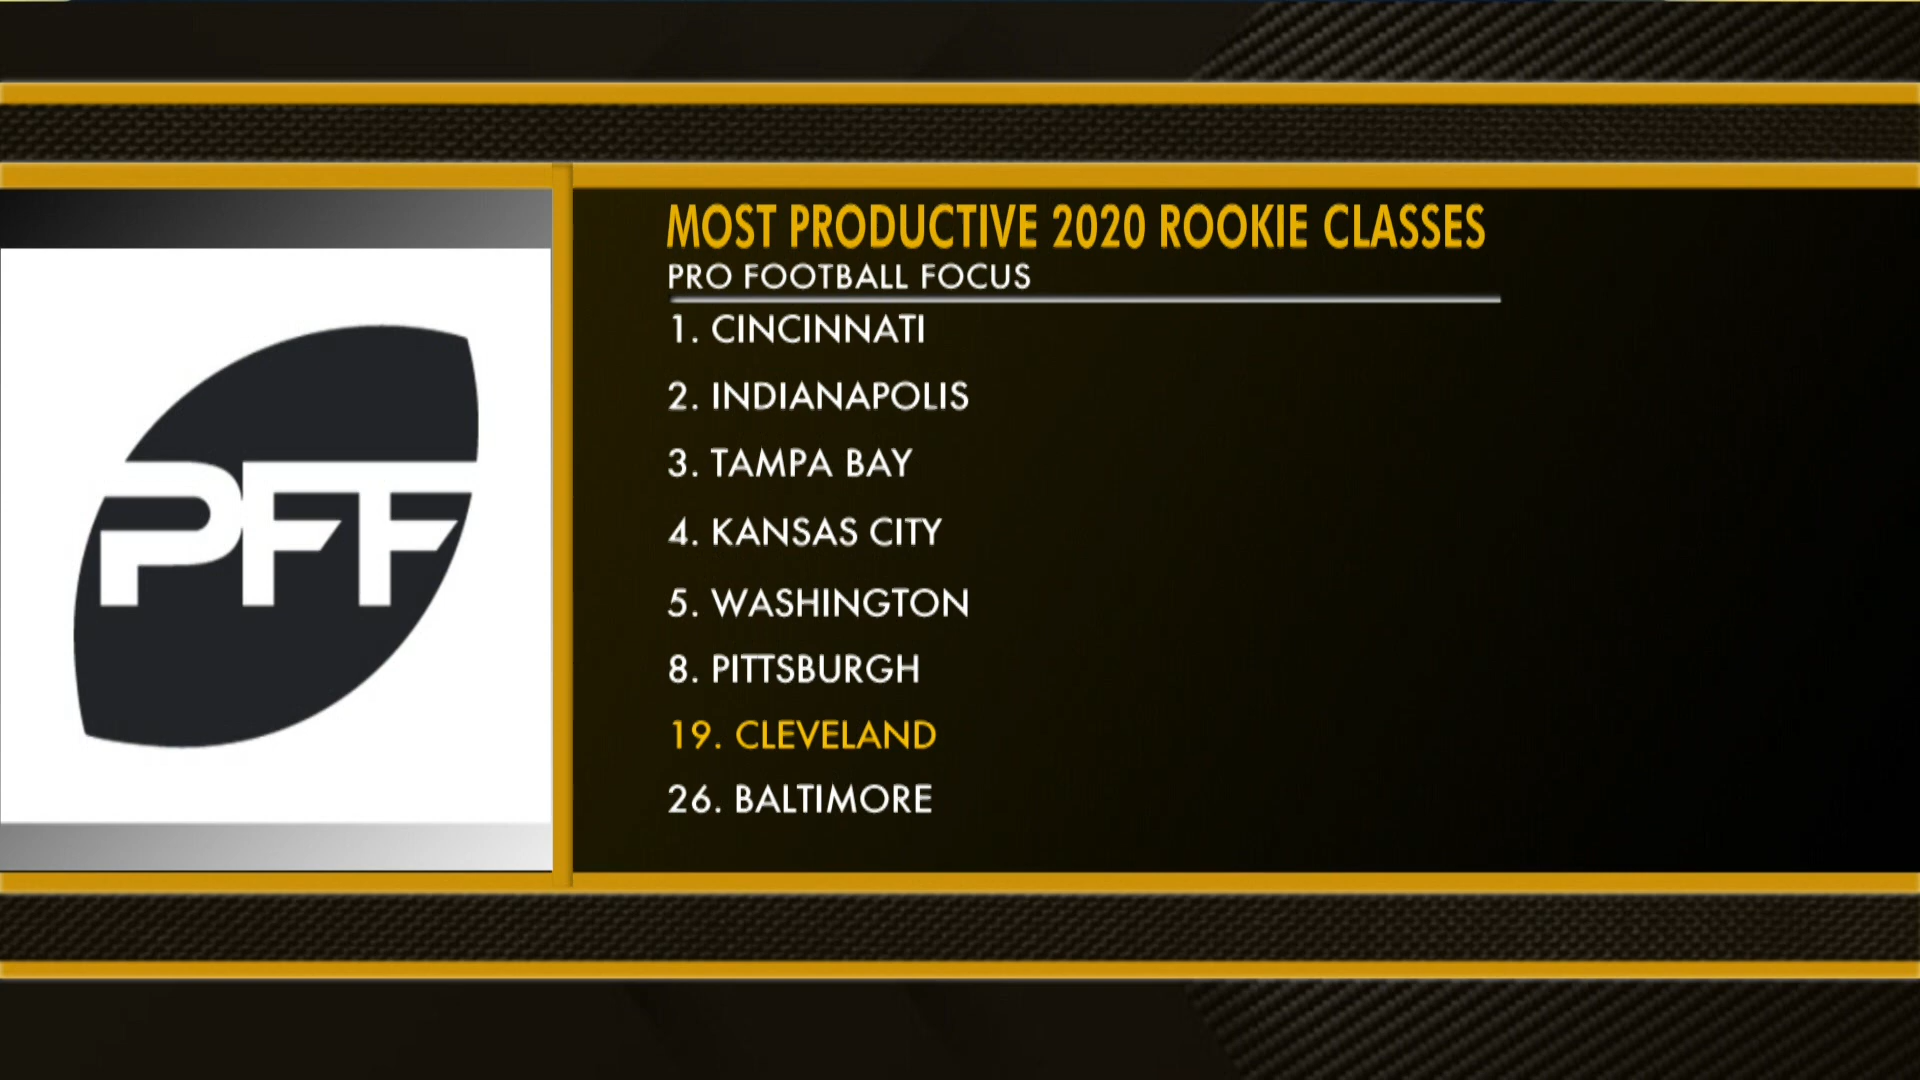 MOST PRODUCTIVE 2020 ROOKIE CLASSES
PRO FOOTBALL FOCUS
1. CINCINNATI
2. INDIANAPOLIS
3. TAMPA BAY
4. KANSAS CITY
5. WASHINGTON
8. PITTSBURGH
19. CLEVELAND
26. BALTIMORE
PFF